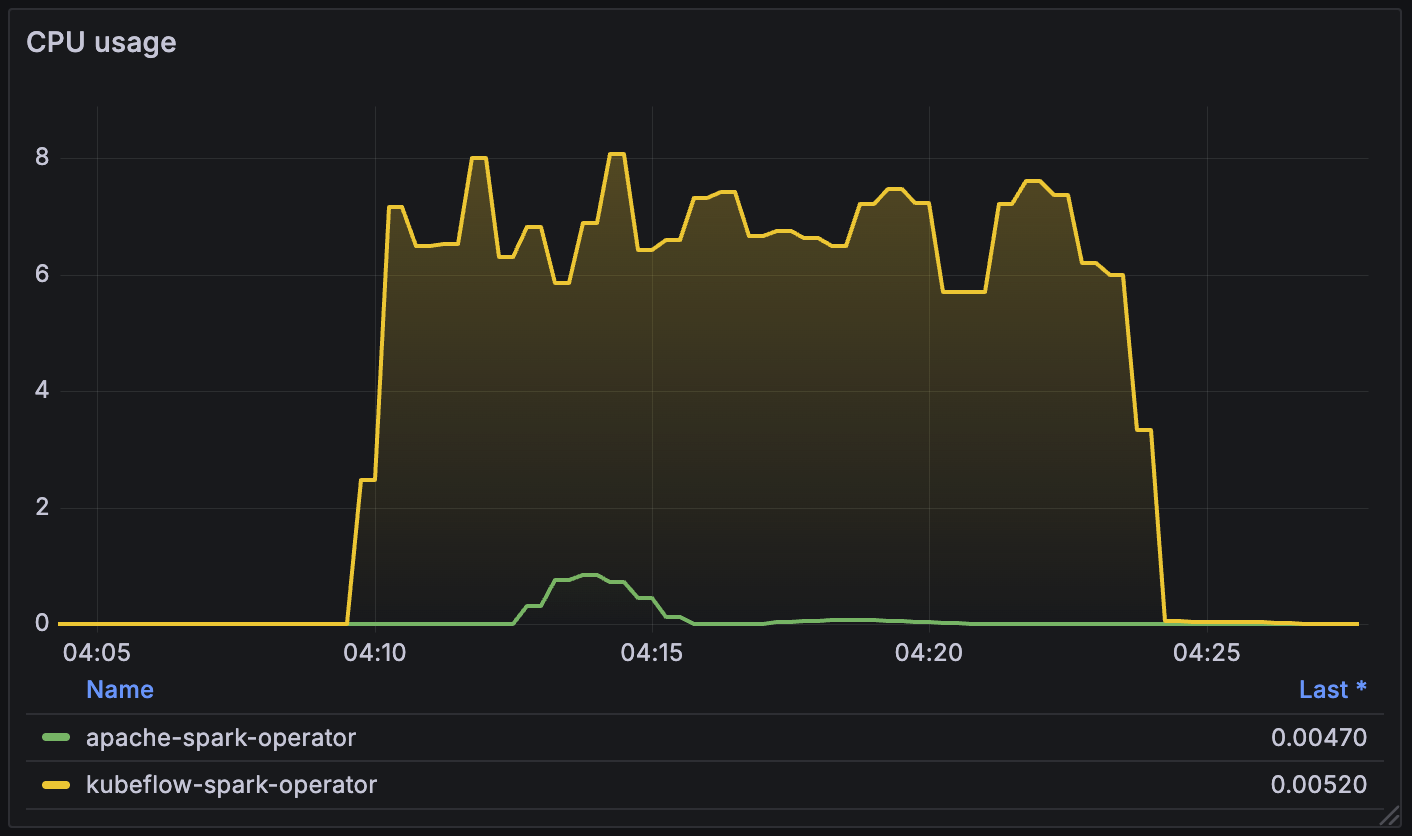 CPU usage
8
6
4
2
0
04:05 04:10 04:15 04:20 04:25
Name Last *
apache-spark-operator 0.00470
kubeflow-spark-operator 0.00520